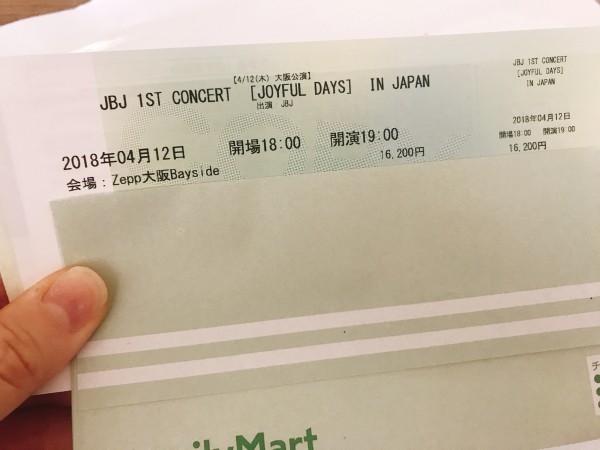 【4/12(木) 大阪公演】
JBJ 1ST CONCERT [JOYFUL DAYS] IN JAPAN
出演 JBJ
2018年04月12日 開場18:00 開演19:00
16,200円
会場:Zepp大阪Bayside
JBJ 1ST CONCERT
[JOYFUL DAYS]
IN JAPAN
2018年04月12日
開場18:00 開演19:00
16,200円
チ
ilyMart